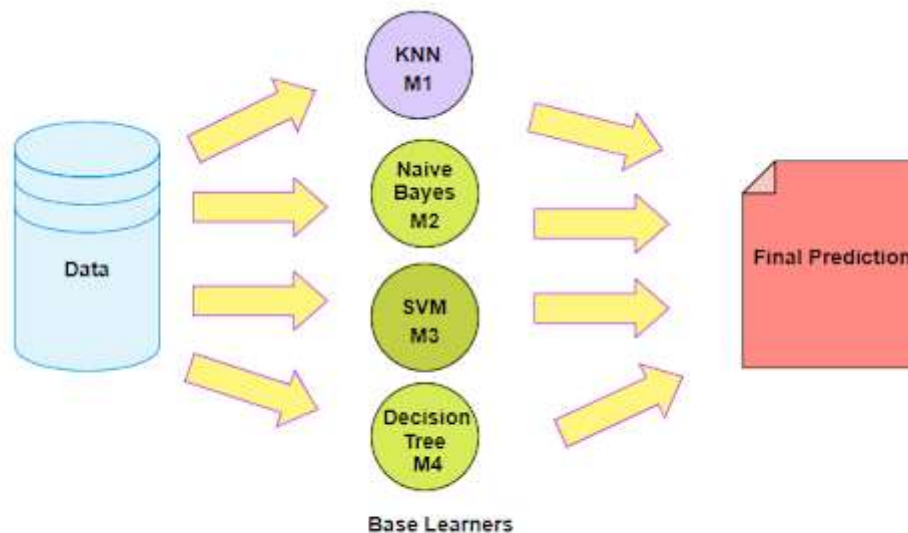 Data
KNN
M1
Naive
Bayes
M2
SVM
M3
Decision
Tree
M4
Base Learners
Final Prediction